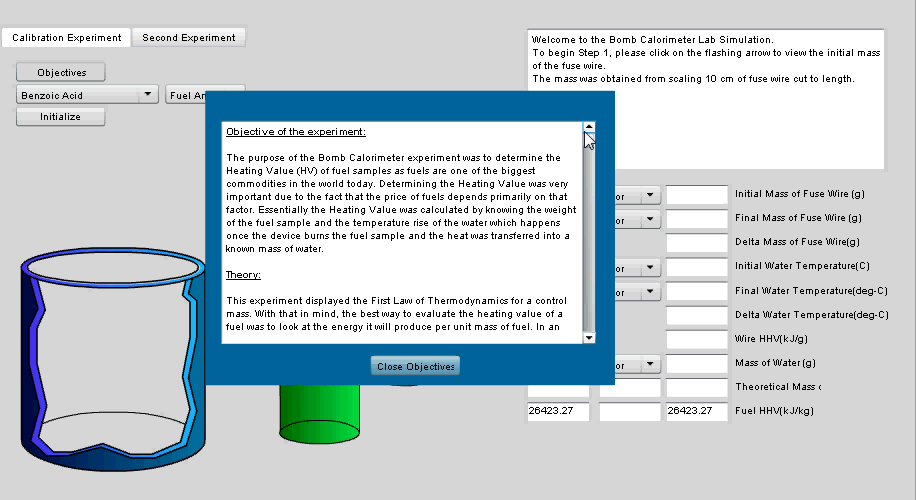 Calibration Experiment
Second Experiment
Objectives
Benzoic Acid
Fuel Am
Initialize
Welcome to the Bomb Calorimeter Lab Simulation.
To begin Step 1, please click on the flashing arrow to view the initial mass
of the fuse wire.
The mass was obtained from scaling 10 cm of fuse wire cut to length.
Objective of the experiment:
The purpose of the Bomb Calorimeter experiment was to determine the
Heating Value (HV) of fuel samples as fuels are one of the biggest
commodities in the world today. Determining the Heating Value was very
important due to the fact that the price of fuels depends primarily on that
factor. Essentially the Heating Value was calculated by knowing the weight
of the fuel sample and the temperature rise of the water which happens
once the device burns the fuel sample and the heat was transferred into a
known mass of water.
Theory:
This experiment displayed the First Law of Thermodynamics for a control
mass. With that in mind, the best way to evaluate the heating value of a
fuel was to look at the energy it will produce per unit mass of fuel. In an
Close Objectives
or Initial Mass of Fuse Wire (g)
or Final Mass of Fuse Wire (g)
Delta Mass of Fuse Wire(g)
or Initial Water Temperature(C)
or Final Water Temperature(deg-C)
Delta Water Temperature(deg-C)
Wire HHV(kJ/g)
or Mass of Water(g)
Theoretical Mass
26423.27 26423.27 Fuel HHV(kJ/kg)